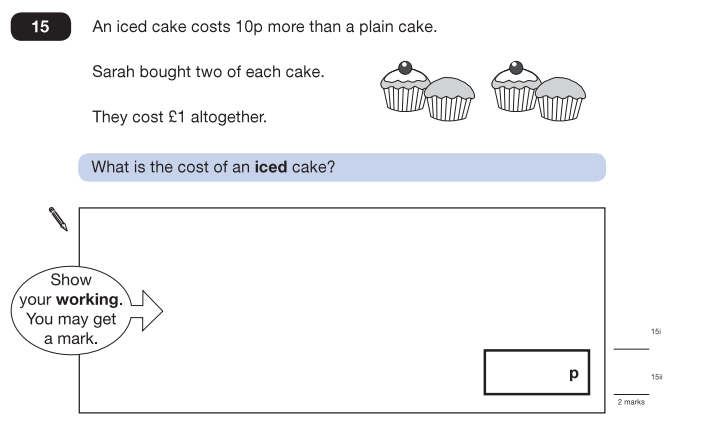 15
An iced cake costs 10p more than a plain cake.
Sarah bought two of each cake.
They cost £1 altogether.
What is the cost of an iced cake?
Show
your working.
You may get
a mark.
p
15i
15ii
2 marks